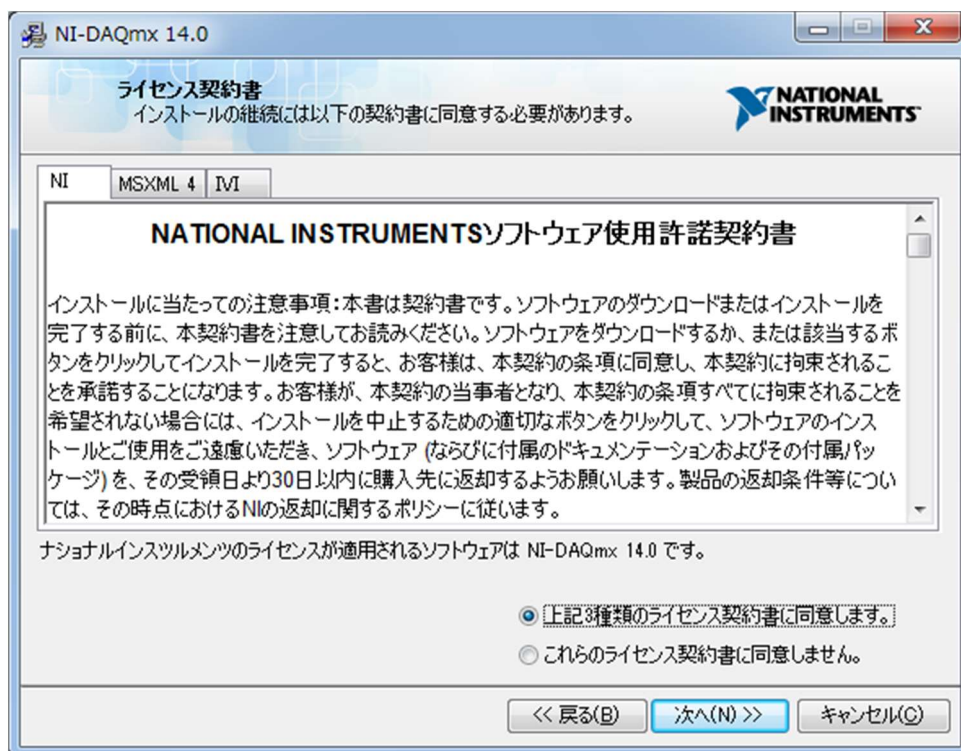 NI-DAQmx 14.0
ライセンス契約書
インストールの継続には以下の契約書に同意する必要があります。
NATIONAL
INSTRUMENTS™
NI
MSXML 4
IVI
NATIONAL INSTRUMENTSソフトウェア使用許諾契約書
インストールに当たっての注意事項：本書は契約書です。ソフトウェアのダウンロードまたはインストールを
完了する前に、本契約書を注意してお読みください。ソフトウェアをダウンロードするか、または該当するボ
タンをクリックしてインストールを完了すると、お客様は、本契約の条項に同意し、本契約に拘束されるこ
とを承諾することになります。お客様が、本契約の当事者となり、本契約の条項すべてに拘束されることを
希望されない場合には、インストールを中止するための適切なボタンをクリックして、ソフトウェアのインス
トールとご使用をご遠慮いただき、ソフトウェア (ならびに付属のドキュメンテーションおよびその付属パッ
ケージ) を、その受領日より30日以内に購入先に返却するようお願いします。製品の返却条件等につい
ては、その時点におけるNIの返却に関するポリシーに従います。
ナショナルインスツルメンツのライセンスが適用されるソフトウェアは NI-DAQmx 14.0 です。
上記3種類のライセンス契約書に同意します。
これらのライセンス契約書に同意しません。
<< 戻る(B)
次へ(N) >>
キャンセル(C)